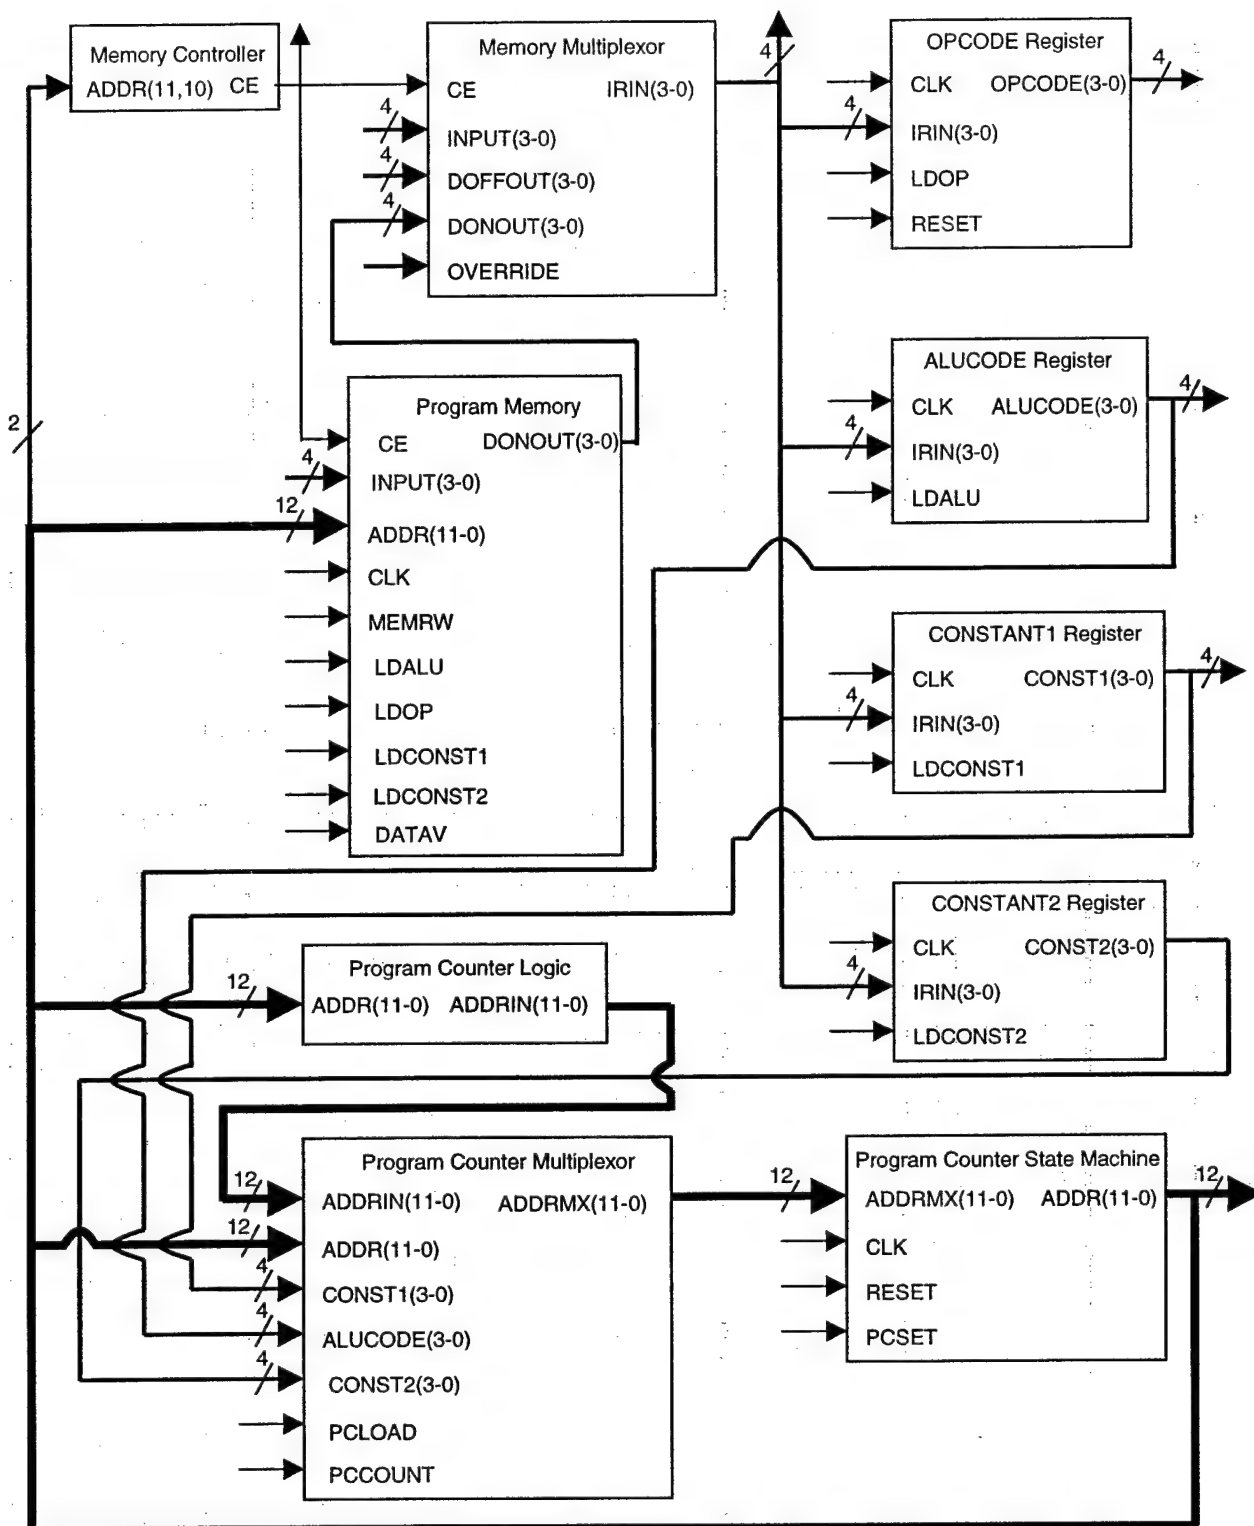 Memory Controller
ADDR(11,10) CE
Memory Multiplexor
CE IRIN(3-0)
4
INPUT(3-0)
4
DOFFOUT(3-0)
4
DONOUT(3-0)
OVERRIDE
4
OPCODE Register
CLK OPCODE(3-0)
4
4
IRIN(3-0)
LDOP
RESET
2
Program Memory
CE DONOUT(3-0)
4
INPUT(3-0)
12
ADDR(11-0)
CLK
MEMRW
LDALU
LDOP
LDCONST1
LDCONST2
DATAV
ALUCODE Register
CLK ALUCODE(3-0)
4
4
IRIN(3-0)
LDALU
CONSTANT1 Register
CLK CONST1(3-0)
4
4
IRIN(3-0)
LDCONST1
CONSTANT2 Register
CLK CONST2(3-0)
4
IRIN(3-0)
LDCONST2
Program Counter Logic
12
ADDR(11-0) ADDRIN(11-0)
Program Counter Multiplexor
12
ADDRIN(11-0) ADDRMX(11-0)
12
ADDR(11-0)
4
CONST1(3-0)
4
ALUCODE(3-0)
4
CONST2(3-0)
PCLOAD
PCCOUNT
Program Counter State Machine
12
ADDRMX(11-0) ADDR(11-0)
12
CLK
RESET
PCSET